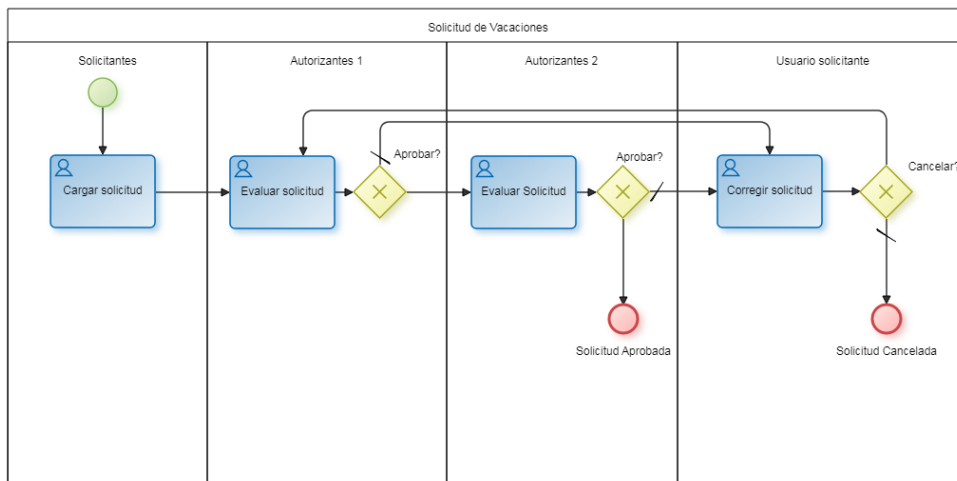 Solicitud de Vacaciones
Solicitantes
Autorizantes 1
Autorizantes 2
Usuario solicitante
Aprobar?
Aprobar?
Cancelar?
Cargar solicitud
Evaluar solicitud
Evaluar Solicitud
Corregir solicitud
Solicitud Aprobada
Solicitud Cancelada